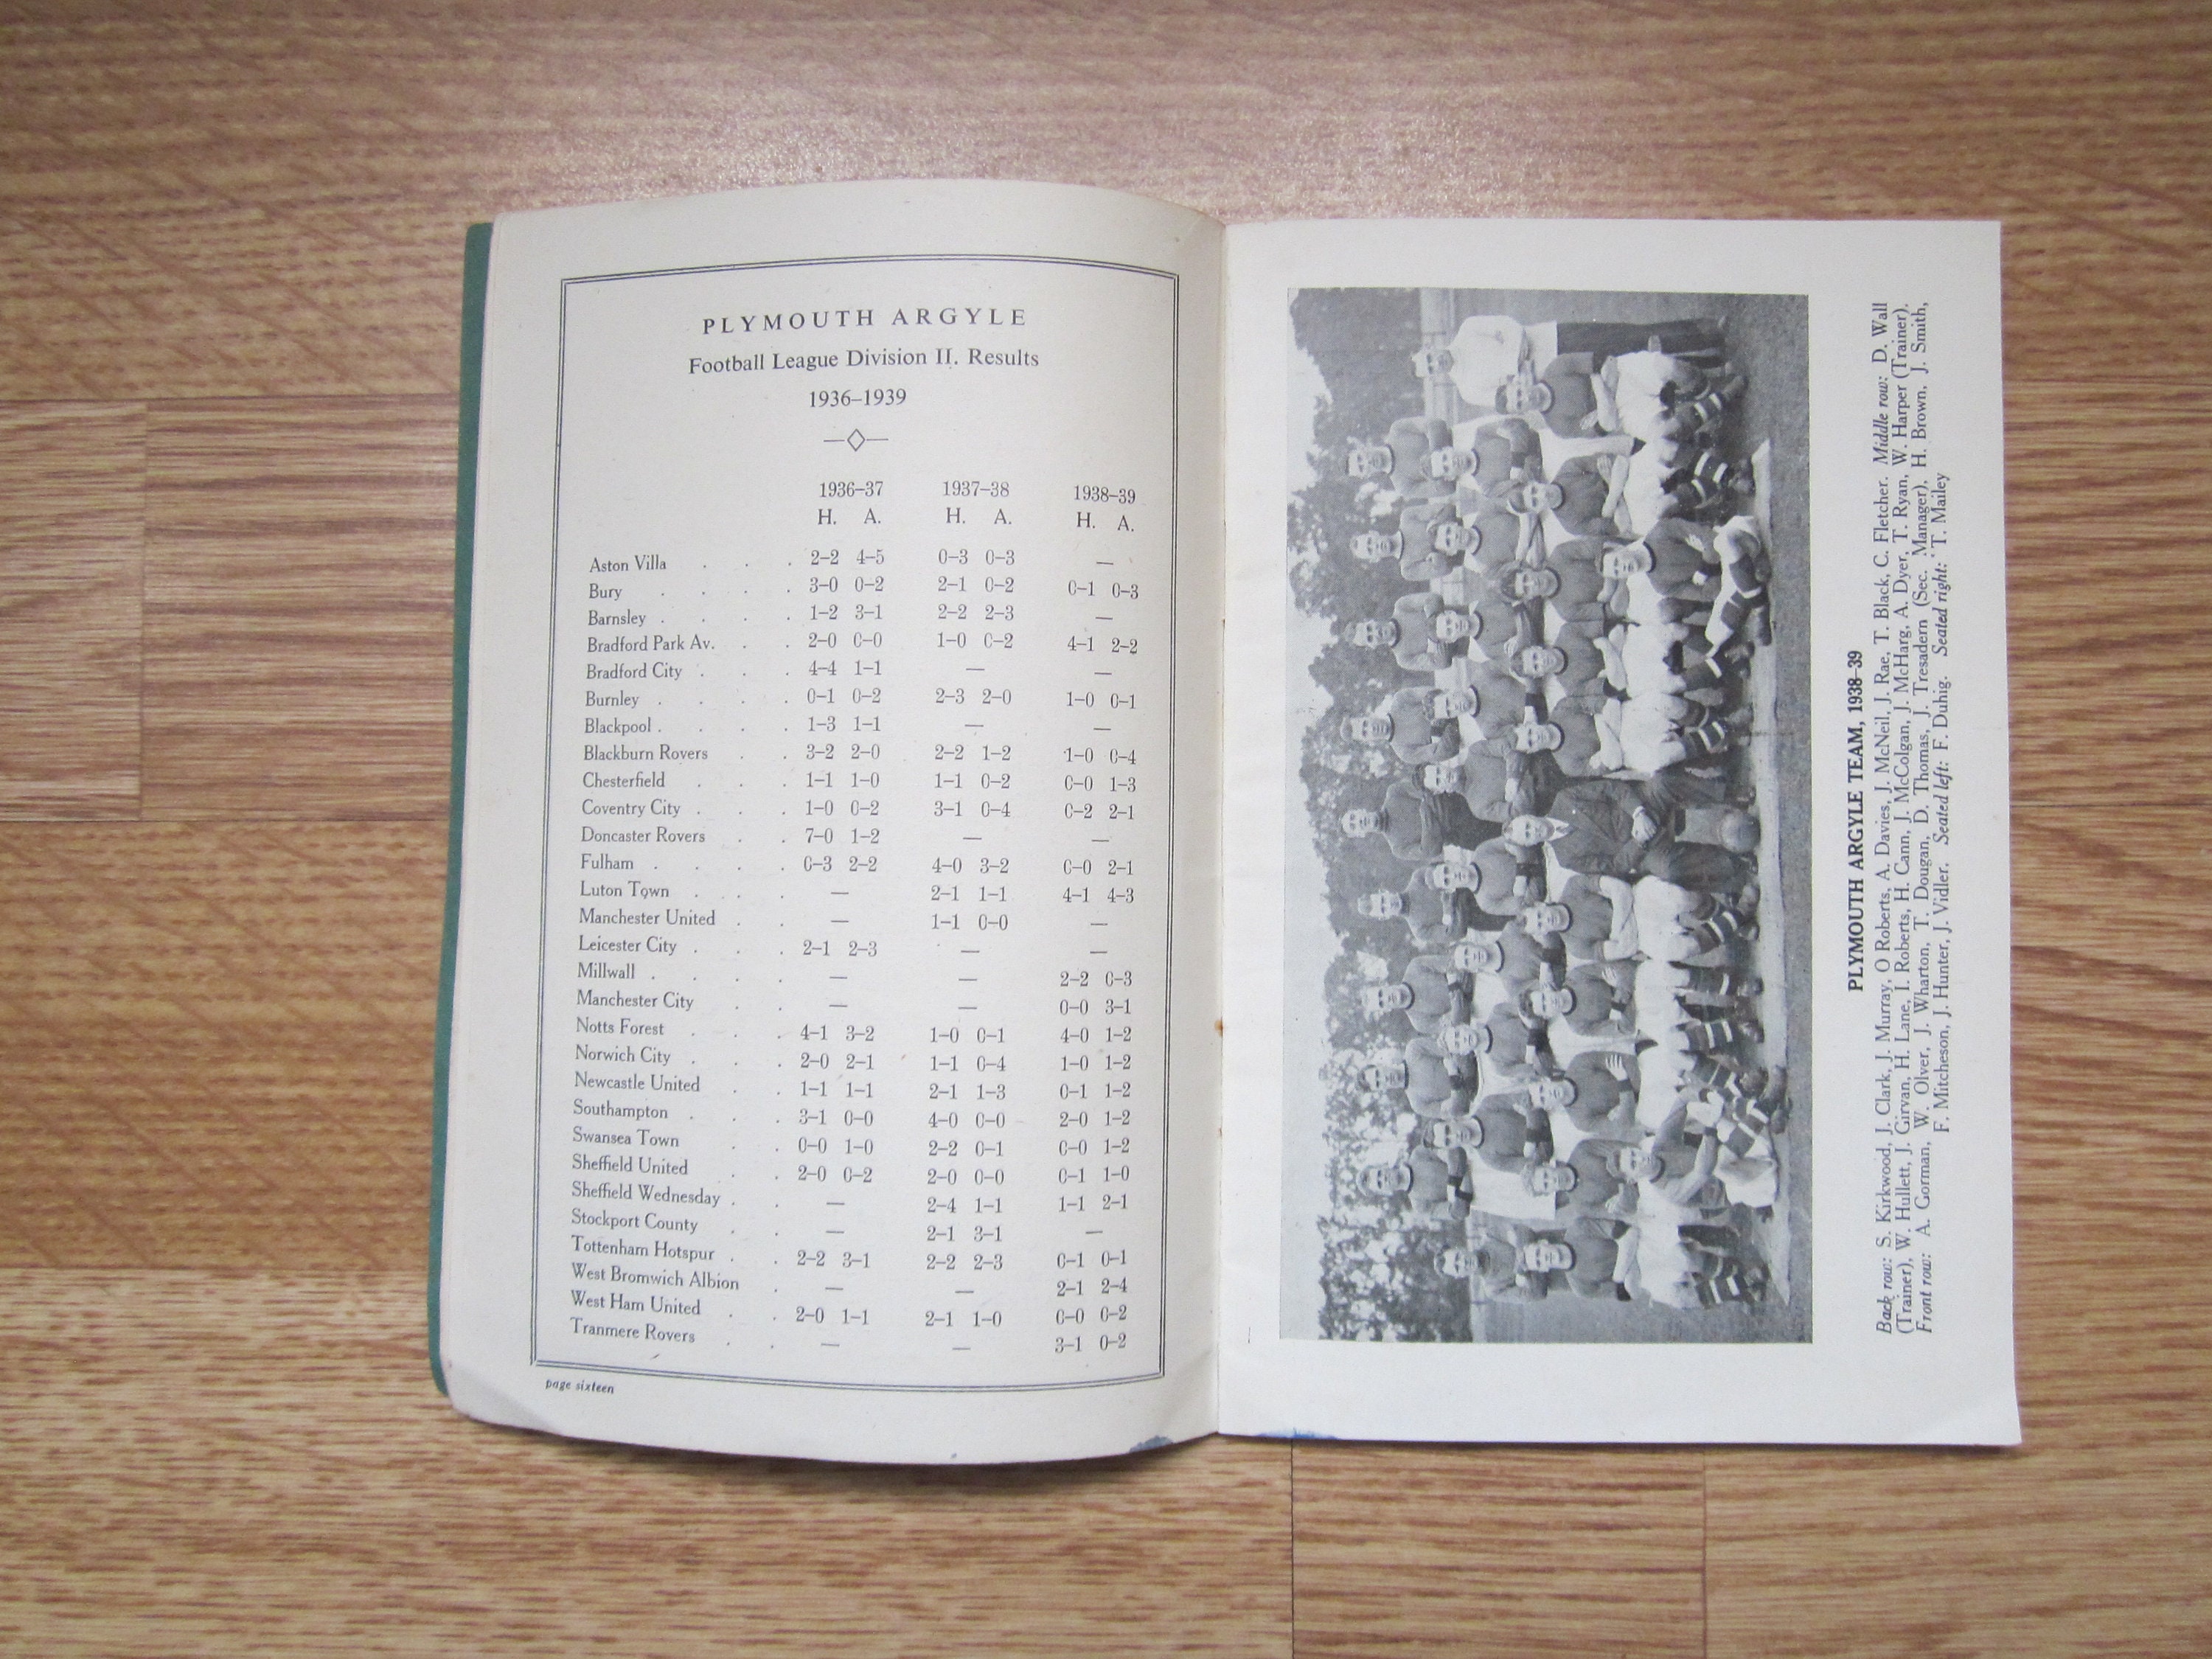 PLYMOUTH ARGYLE
Football League Division II. Results
1936–1939
1936–37 1937–38 1938–39
H. A. H. A. H. A.
Aston Villa . . . 2–2 4–5 0–3 0–3 —
Bury . . . . 3–0 0–2 2–1 0–2 0–1 0–3
Barnsley . . . . 1–2 3–1 2–2 2–3 —
Bradford Park Av. . . 2–0 0–0 1–0 0–2 4–1 2–2
Bradford City . . . 4–4 1–1 — —
Burnley . . . . 0–1 0–2 2–3 2–0 1–0 0–1
Blackpool . . . . 1–3 1–1 — —
Blackburn Rovers . . 3–2 2–0 2–2 1–2 1–0 0–4
Chesterfield . . . 1–1 1–0 1–1 0–2 0–0 1–3
Coventry City . . . 1–0 0–2 3–1 0–4 0–2 2–1
Doncaster Rovers . . 7–0 1–2 — —
Fulham . . . . 0–3 2–2 4–0 3–2 0–0 2–1
Luton Town . . . — 2–1 1–1 4–1 4–3
Manchester United . . — 1–1 0–0 —
Leicester City . . . 2–1 2–3 — —
Millwall . . . . — — 2–2 0–3
Manchester City . . — — 0–0 3–1
Notts Forest . . . 4–1 3–2 1–0 0–1 4–0 1–2
Norwich City . . . 2–0 2–1 1–1 0–4 1–0 1–2
Newcastle United . . 1–1 1–1 2–1 1–3 0–1 1–2
Southampton . . . 3–1 0–0 4–0 0–0 2–0 1–2
Swansea Town . . 0–0 1–0 2–2 0–1 0–0 1–2
Sheffield United . . 2–0 0–2 2–0 0–0 0–1 1–0
Sheffield Wednesday . . — 2–4 1–1 1–1 2–1
Stockport County . . — 2–1 3–1 —
Tottenham Hotspur . . 2–2 3–1 2–2 2–3 0–1 0–1
West Bromwich Albion . — — 2–1 2–4
West Ham United . . 2–0 1–1 2–1 1–0 0–0 0–2
Tranmere Rovers . . — — 3–1 0–2
page sixteen
PLYMOUTH ARGYLE TEAM, 1938–39
Back row: S. Kirkwood, J. Clark, J. Murray, O Roberts, A. Davies, J. McNeil, J. Rae, T. Black, C. Fletcher. Middle row: D. Wall
(Trainer), W. Hullett, J. Girvan, H. Lane, I. Roberts, H. Cann, J. McColgan, J. McHarg, A. Dyer, T. Ryan, W. Harper (Trainer).
Front row: A. Gorman, W. Olver, J. Wharton, T. Dougan, D. Thomas, J. Tresadern (Sec. Manager), H. Brown, J. Smith,
F. Mitcheson, J. Hunter, J. Vidler. Seated left: F. Duhig. Seated right: T. Mailey